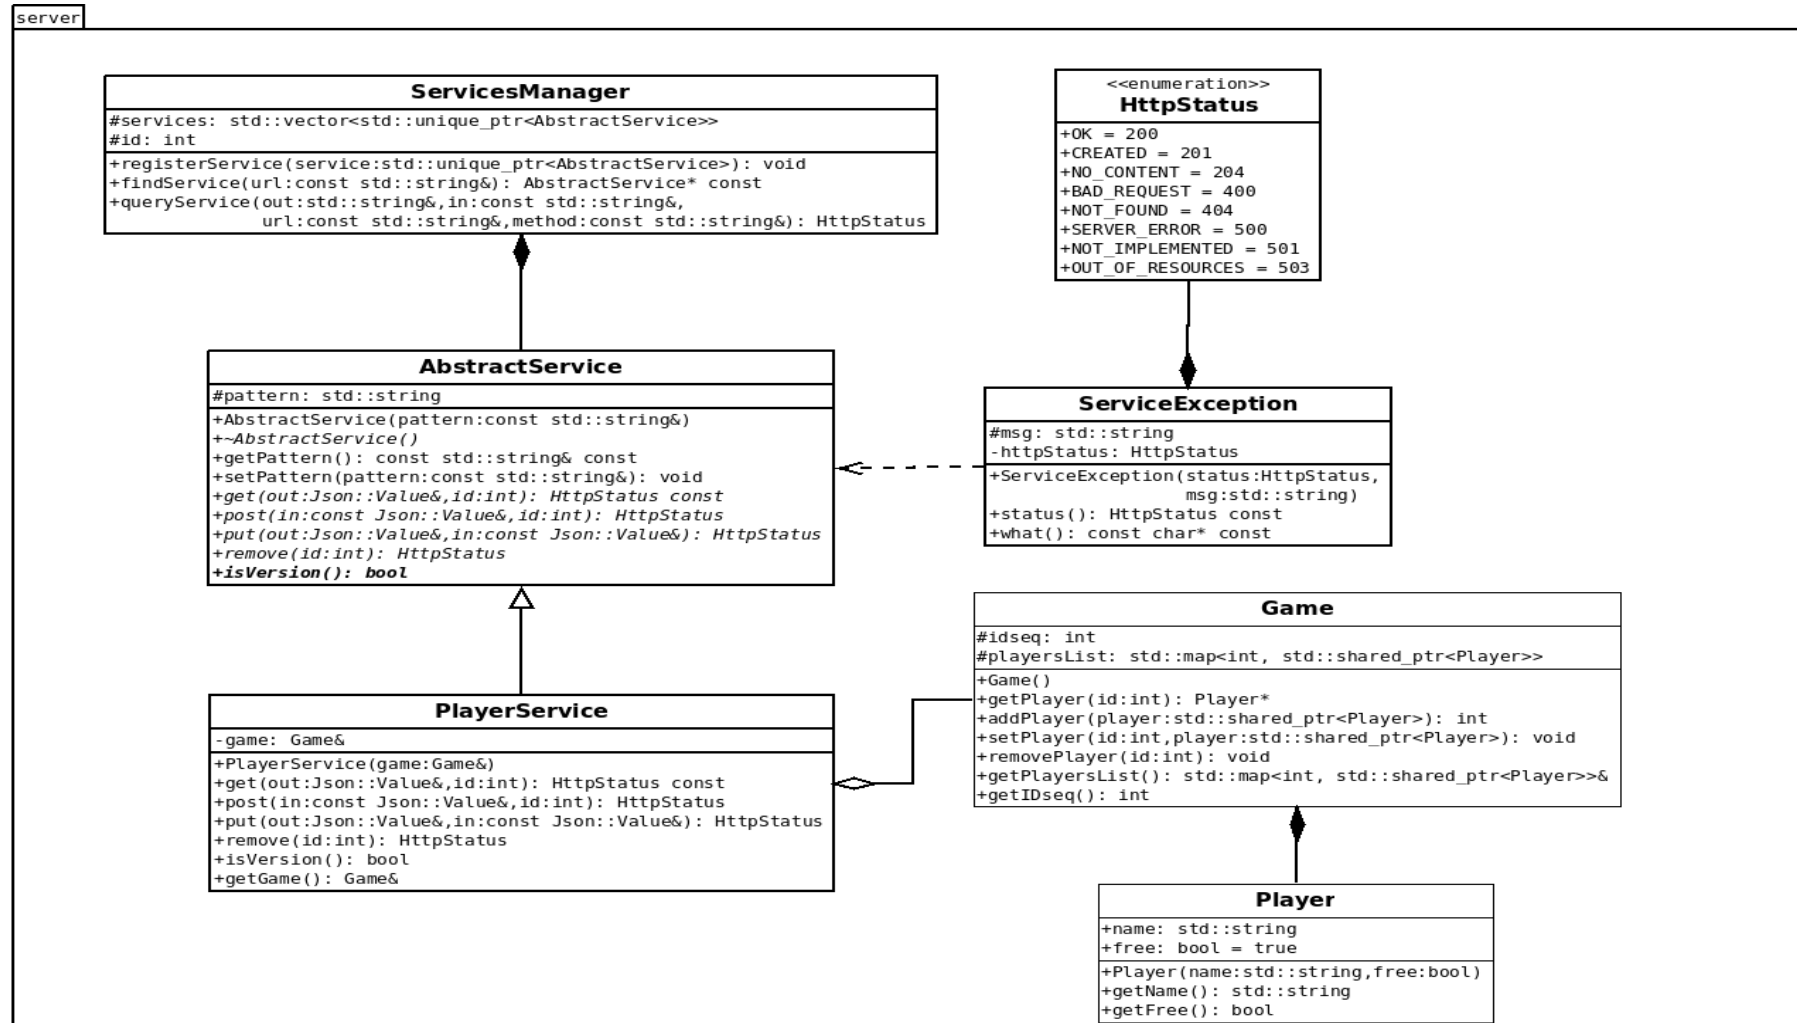 server
ServicesManager
#services: std::vector<std::unique_ptr<AbstractService>>
#id: int
+registerService(service:std::unique_ptr<AbstractService>): void
+findService(url:const std::string&): AbstractService* const
+queryService(out:std::string&,in:const std::string&,
url:const std::string&,method:const std::string&): HttpStatus
<<enumeration>>
HttpStatus
+OK = 200
+CREATED = 201
+NO_CONTENT = 204
+BAD_REQUEST = 400
+NOT_FOUND = 404
+SERVER_ERROR = 500
+NOT_IMPLEMENTED = 501
+OUT_OF_RESOURCES = 503
AbstractService
#pattern: std::string
+AbstractService(pattern:const std::string&)
+~AbstractService()
+getPattern(): const std::string& const
+setPattern(pattern:const std::string&): void
+get(out:Json::Value&,id:int): HttpStatus const
+post(in:const Json::Value&,id:int): HttpStatus
+put(out:Json::Value&,in:const Json::Value&): HttpStatus
+remove(id:int): HttpStatus
+isVersion(): bool
ServiceException
#msg: std::string
-httpStatus: HttpStatus
+ServiceException(status:HttpStatus,
msg:std::string)
+status(): HttpStatus const
+what(): const char* const
PlayerService
-game: Game&
+PlayerService(game:Game&)
+get(out:Json::Value&,id:int): HttpStatus const
+post(in:const Json::Value&,id:int): HttpStatus
+put(out:Json::Value&,in:const Json::Value&): HttpStatus
+remove(id:int): HttpStatus
+isVersion(): bool
+getGame(): Game&
Game
#idseq: int
#playersList: std::map<int, std::shared_ptr<Player>>
+Game()
+getPlayer(id:int): Player*
+addPlayer(player:std::shared_ptr<Player>): int
+setPlayer(id:int,player:std::shared_ptr<Player>): void
+removePlayer(id:int): void
+getPlayersList(): std::map<int, std::shared_ptr<Player>>&
+getIDseq(): int
Player
+name: std::string
+free: bool = true
+Player(name:std::string,free:bool)
+getName(): std::string
+getFree(): bool